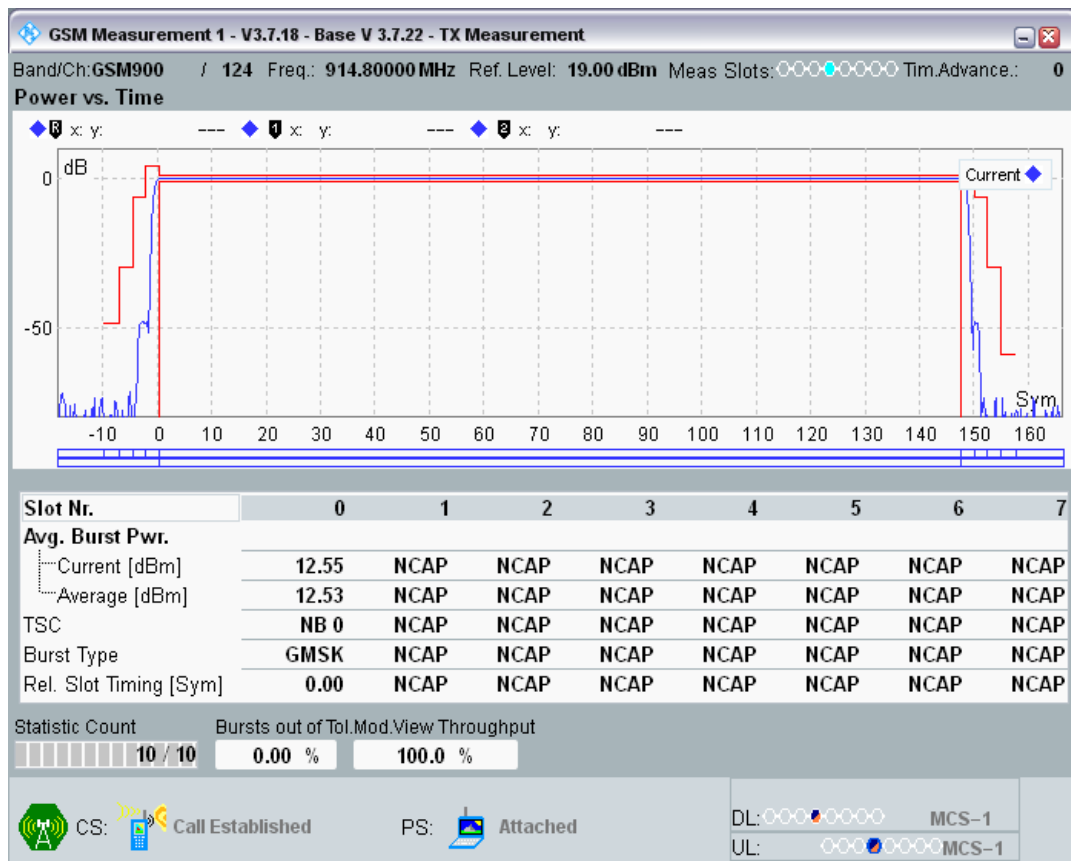 GSM Measurement 1 - V3.7.18 - Base V 3.7.22 - TX Measurement
Band/Ch:GSM900 / 124 Freq.: 914.80000 MHz Ref. Level: 19.00 dBm Meas Slots: Tim.Advance.: 0
Power vs. Time
R x: y: --- 1 x: y: --- 2 x: y: ---
dB
Current
0
-50
Sym
-10 0 10 20 30 40 50 60 70 80 90 100 110 120 130 140 150 160
Slot Nr. 0 1 2 3 4 5 6 7
Avg. Burst Pwr.
Current [dBm] 12.55 NCAP NCAP NCAP NCAP NCAP NCAP NCAP
Average [dBm] 12.53 NCAP NCAP NCAP NCAP NCAP NCAP NCAP
TSC NB 0 NCAP NCAP NCAP NCAP NCAP NCAP NCAP
Burst Type GMSK NCAP NCAP NCAP NCAP NCAP NCAP NCAP
Rel. Slot Timing [Sym] 0.00 NCAP NCAP NCAP NCAP NCAP NCAP NCAP
Statistic Count Bursts out of Tol.Mod.View Throughput
10 / 10 0.00 % 100.0 %
CS: Call Established PS: Attached
DL: MCS-1
UL: MCS-1